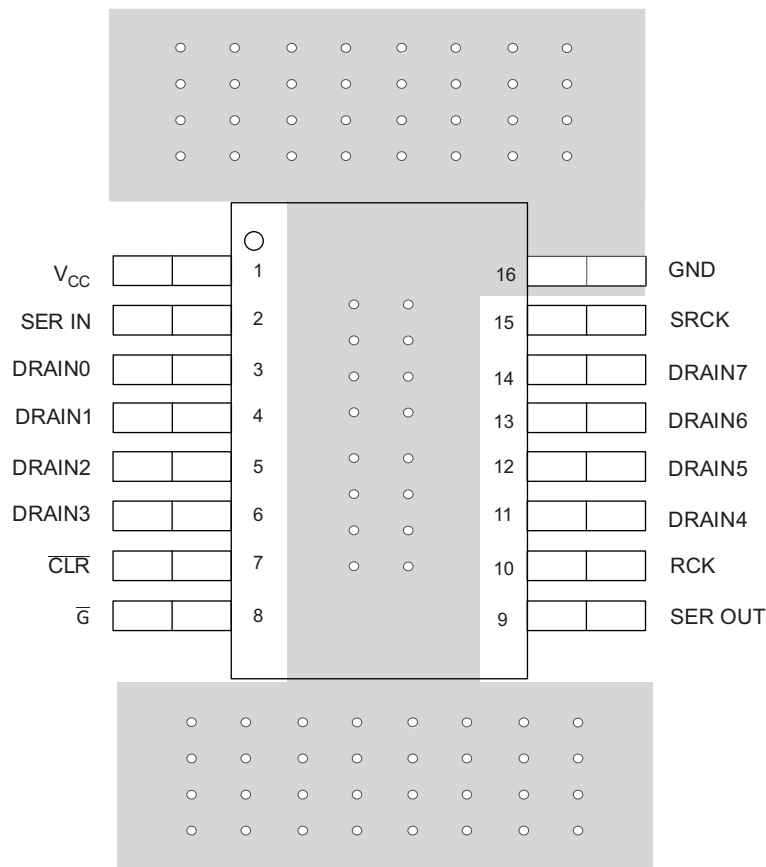 V_CC 1 16 GND
SER IN 2 15 SRCK
DRAIN0 3 14 DRAIN7
DRAIN1 4 13 DRAIN6
DRAIN2 5 12 DRAIN5
DRAIN3 6 11 DRAIN4
C̅L̅R̅ 7 10 RCK
G̅ 8 9 SER OUT